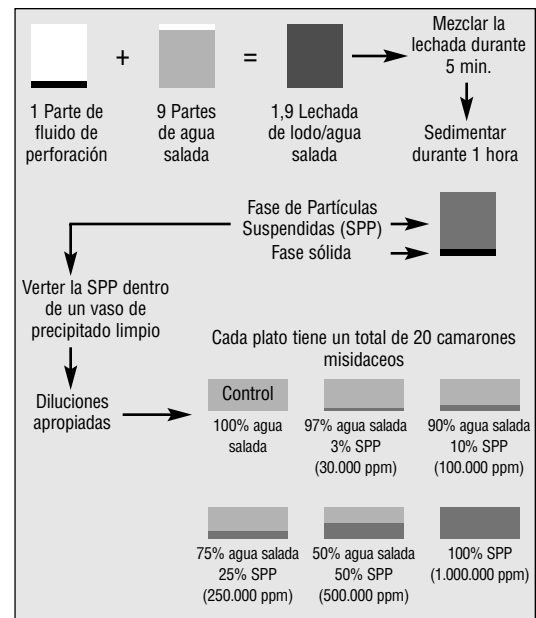 +
=
1 Parte de
fluido de
perforación
9 Partes
de agua
salada
1,9 Lechada
de lodo/agua
salada
Mezclar la
lechada durante
5 min.
Sedimentar
durante 1 hora
Fase de Partículas
Suspendidas (SPP)
Fase sólida
Verter la SPP dentro
de un vaso de
precipitado limpio
Diluciones
apropiadas
Cada plato tiene un total de 20 camarones
misidaceos
Control
100% agua
salada
97% agua salada
3% SPP
(30.000 ppm)
90% agua salada
10% SPP
(100.000 ppm)
75% agua salada
25% SPP
(250.000 ppm)
50% agua salada
50% SPP
(500.000 ppm)
100% SPP
(1.000.000 ppm)